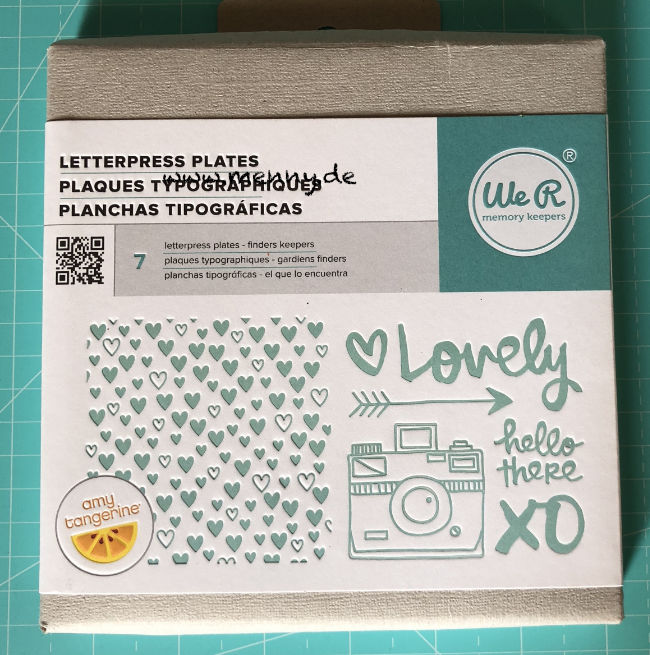 LETTERPRESS PLATES
PLAQUES TYPOGRAPHIQUES
PLANCHAS TIPOGRÁFICAS
www.menny.de
We R®
memory keepers
7
letterpress plates - finders keepers
plaques typographiques - gardiens finders
planchas tipográficas - el que lo encuentra
Lovely
hello
there
XO
amy
tangerine®